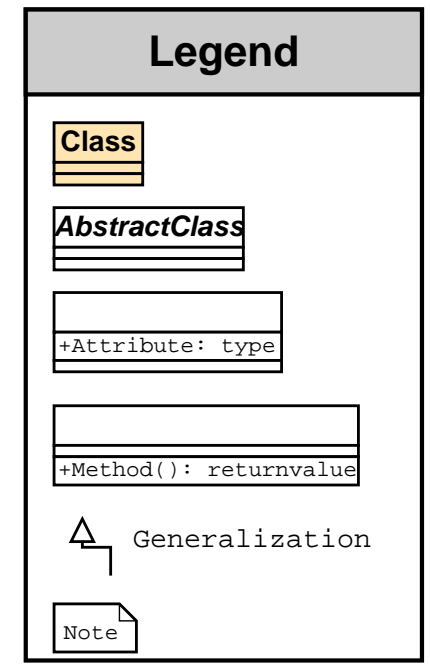 Legend
Class
AbstractClass
+Attribute: type
+Method(): returnvalue
Generalization
Note